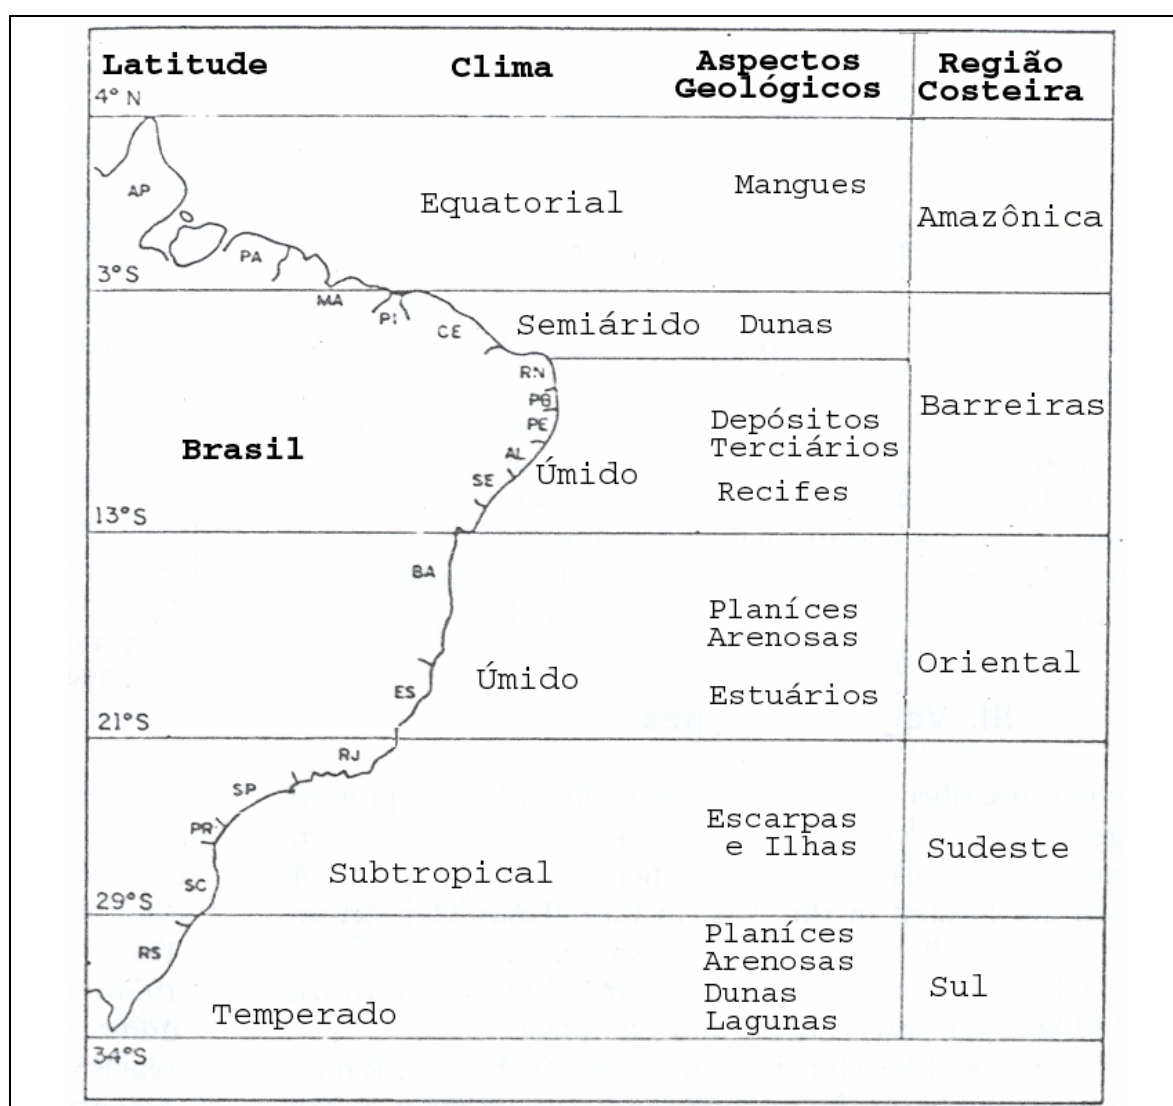 Latitude Clima Aspectos Geológicos Região Costeira
4° N
AP
Equatorial
Mangues
Amazônica
PA
3°S
MA
PI
CE
Semiárido Dunas
RN
PB
Barreiras
PE
Depósitos
Terciários
Brasil
AL
Úmido
SE
Recifes
13°S
BA
Planíces
Arenosas
Oriental
Úmido
ES
Estuários
21°S
RJ
SP
PR
Escarpas
e Ilhas
Sudeste
Subtropical
SC
29°S
Planíces
Arenosas
RS
Dunas
Sul
Temperado
Lagunas
34°S